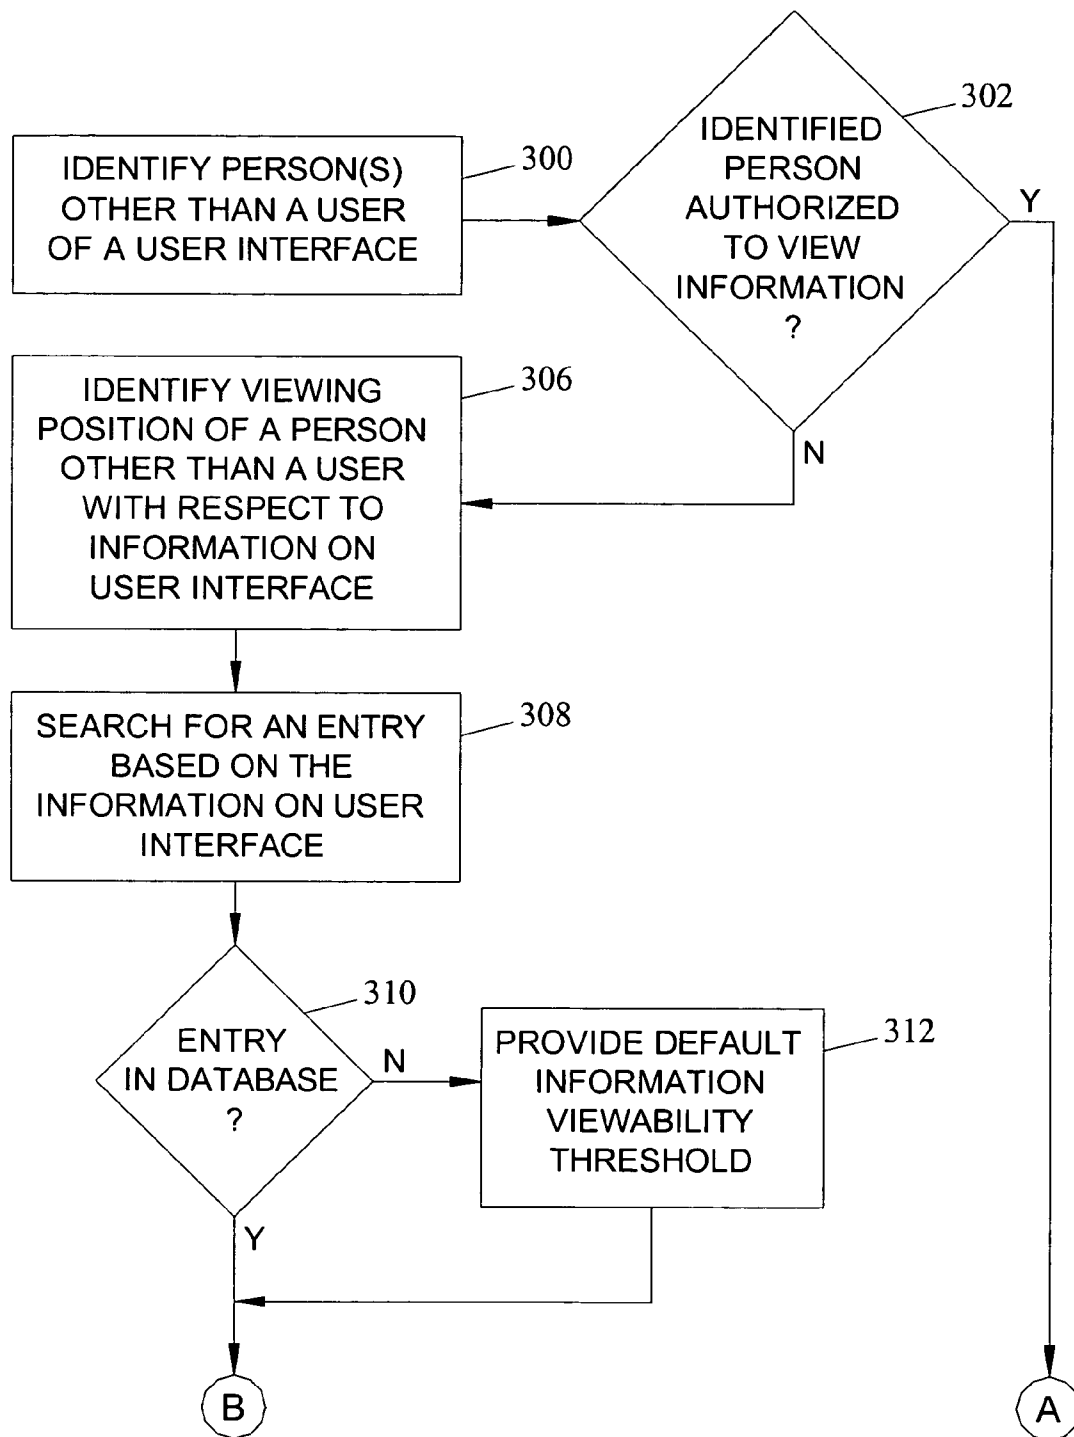 IDENTIFY PERSON(S)
OTHER THAN A USER
OF A USER INTERFACE
300
IDENTIFIED
PERSON
AUTHORIZED
TO VIEW
INFORMATION
?
302
Y
N
IDENTIFY VIEWING
POSITION OF A PERSON
OTHER THAN A USER
WITH RESPECT TO
INFORMATION ON
USER INTERFACE
306
SEARCH FOR AN ENTRY
BASED ON THE
INFORMATION ON USER
INTERFACE
308
ENTRY
IN DATABASE
?
310
N
Y
PROVIDE DEFAULT
INFORMATION
VIEWABILITY
THRESHOLD
312
B
A